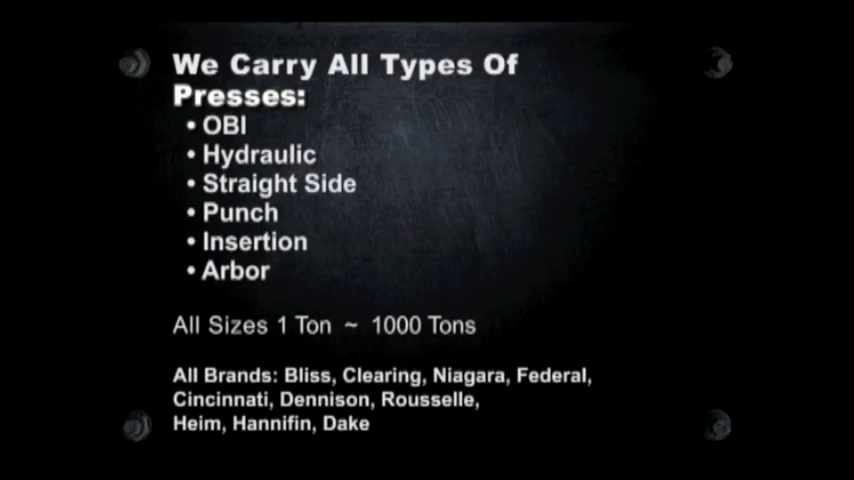 We Carry All Types Of
Presses:
• OBI
• Hydraulic
• Straight Side
• Punch
• Insertion
• Arbor
All Sizes 1 Ton ~ 1000 Tons
All Brands: Bliss, Clearing, Niagara, Federal,
Cincinnati, Dennison, Rousselle,
Heim, Hannifin, Dake